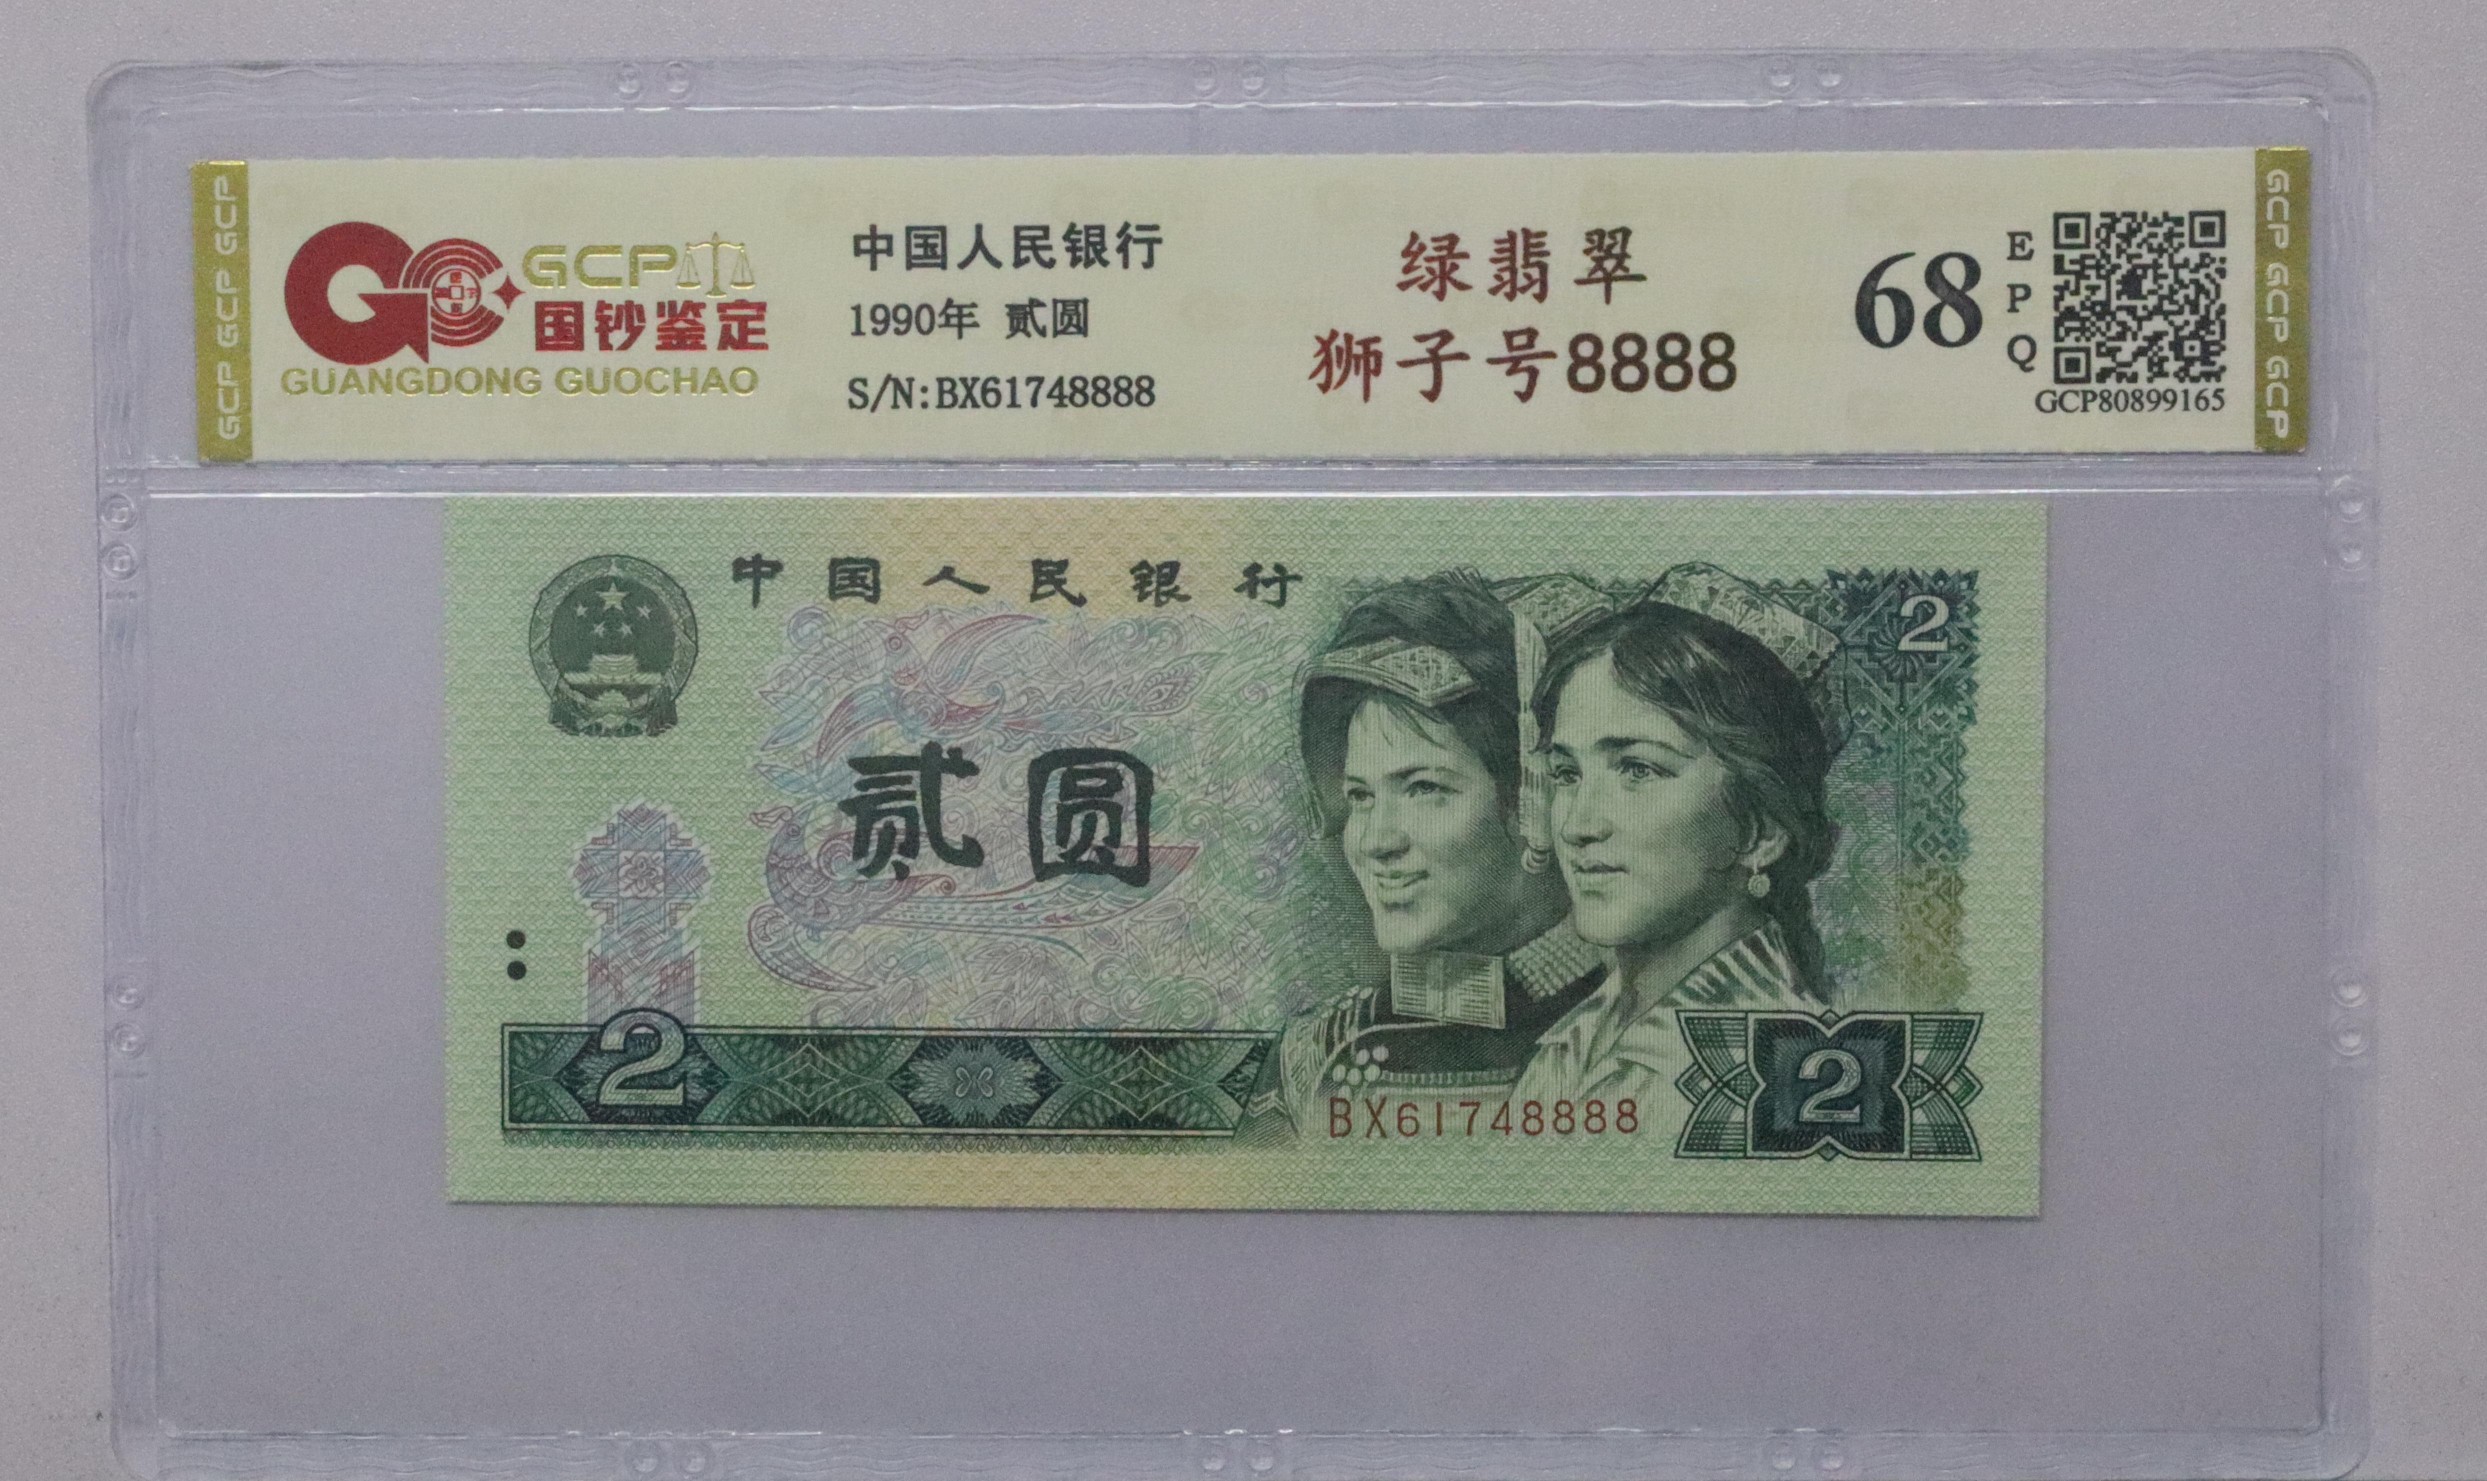 GCP GCP GCP
GCP
国钞鉴定
GUANGDONG GUOCHAO
中国人民银行
1990年 贰圆
S/N:BX61748888
绿翡翠
狮子号8888
68
E
P
Q
GCP80899165
GCP GCP GCP
中国人民银行
2
贰圆
2
BX61748888
2